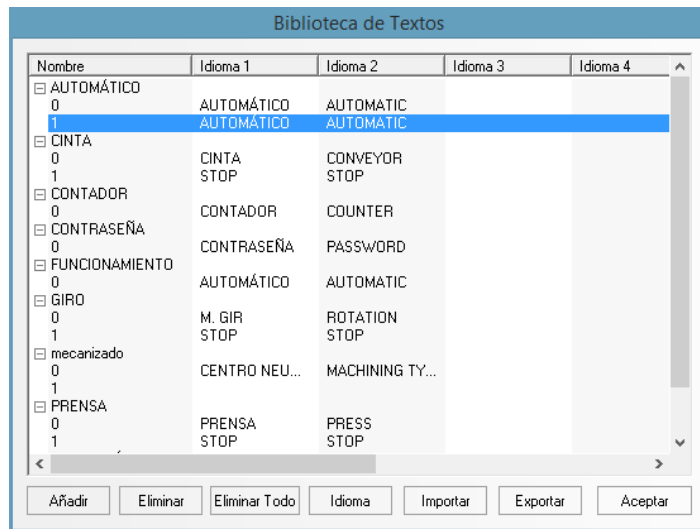 Biblioteca de Textos
Nombre Idioma 1 Idioma 2 Idioma 3 Idioma 4
AUTOMÁTICO
0 AUTOMÁTICO AUTOMATIC
1 AUTOMÁTICO AUTOMATIC
CINTA
0 CINTA CONVEYOR
1 STOP STOP
CONTADOR
0 CONTADOR COUNTER
CONTRASEÑA
0 CONTRASEÑA PASSWORD
FUNCIONAMIENTO
0 AUTOMÁTICO AUTOMATIC
GIRO
0 M. GIR ROTATION
1 STOP STOP
mecanizado
0 CENTRO NEU... MACHINING TY...
1
PRENSA
0 PRENSA PRESS
1 STOP STOP
Añadir Eliminar Eliminar Todo Idioma Importar Exportar Aceptar